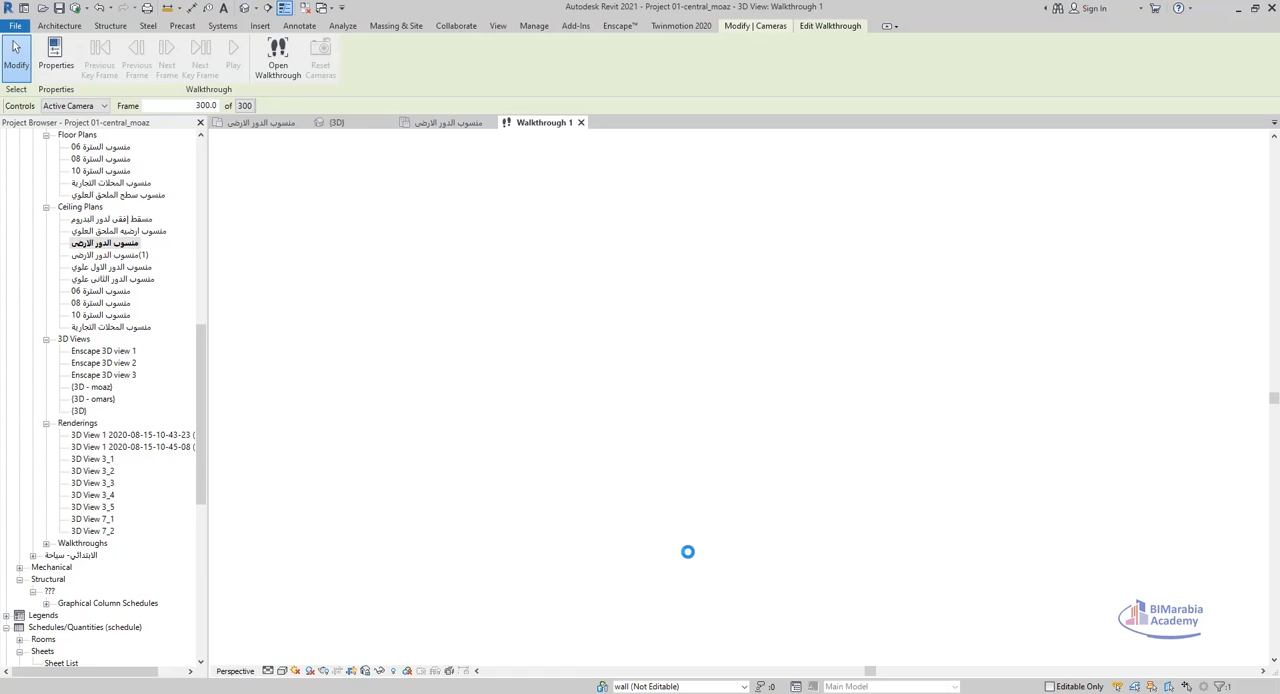 Autodesk Revit 2021 - Project 01-central_moaz - 3D View: Walkthrough 1
Sign In
File Architecture Structure Steel Precast Systems Insert Annotate Analyze Massing & Site Collaborate View Manage Add-Ins Enscape™ Twinmotion 2020 Modify | Cameras Edit Walkthrough
Modify Properties Previous Key Frame Previous Frame Next Frame Next Key Frame Play Open Walkthrough Reset Cameras
Select Properties Walkthrough
Controls Active Camera Frame 300.0 of 300
Project Browser - Project 01-central_moaz
منسوب الدور الارضى {3D} منسوب الدور الارضى Walkthrough 1
Floor Plans
منسوب السترة 06
منسوب السترة 08
منسوب السترة 10
منسوب المحلات التجارية
منسوب سطح الملحق العلوي
Ceiling Plans
مسقط إفقى لدور البدروم
منسوب ارضيه الملحق العلوي
منسوب الدور الارضى
منسوب الدور الارضى(1)
منسوب الدور الاول علوي
منسوب الدور الثانى علوي
منسوب السترة 06
منسوب السترة 08
منسوب السترة 10
منسوب المحلات التجارية
3D Views
Enscape 3D view 1
Enscape 3D view 2
Enscape 3D view 3
{3D - moaz}
{3D - omars}
{3D}
Renderings
3D View 1 2020-08-15-10-43-23 (
3D View 1 2020-08-15-10-45-08 (
3D View 3_1
3D View 3_2
3D View 3_3
3D View 3_4
3D View 3_5
3D View 7_1
3D View 7_2
Walkthroughs
الابتدائي- سياحة
Mechanical
Structural
???
Graphical Column Schedules
Legends
Schedules/Quantities (schedule)
Rooms
Sheets
Sheet List
BIMarabia
Academy
Perspective
wall (Not Editable) :0 Main Model Editable Only :1